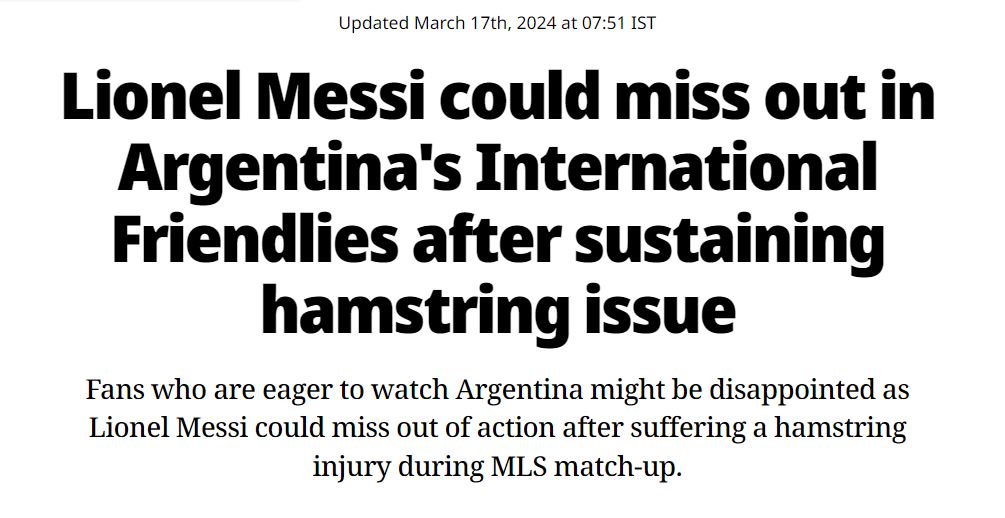 Updated March 17th, 2024 at 07:51 IST
Lionel Messi could miss out in
Argentina's International
Friendlies after sustaining
hamstring issue
Fans who are eager to watch Argentina might be disappointed as
Lionel Messi could miss out of action after suffering a hamstring
injury during MLS match-up.